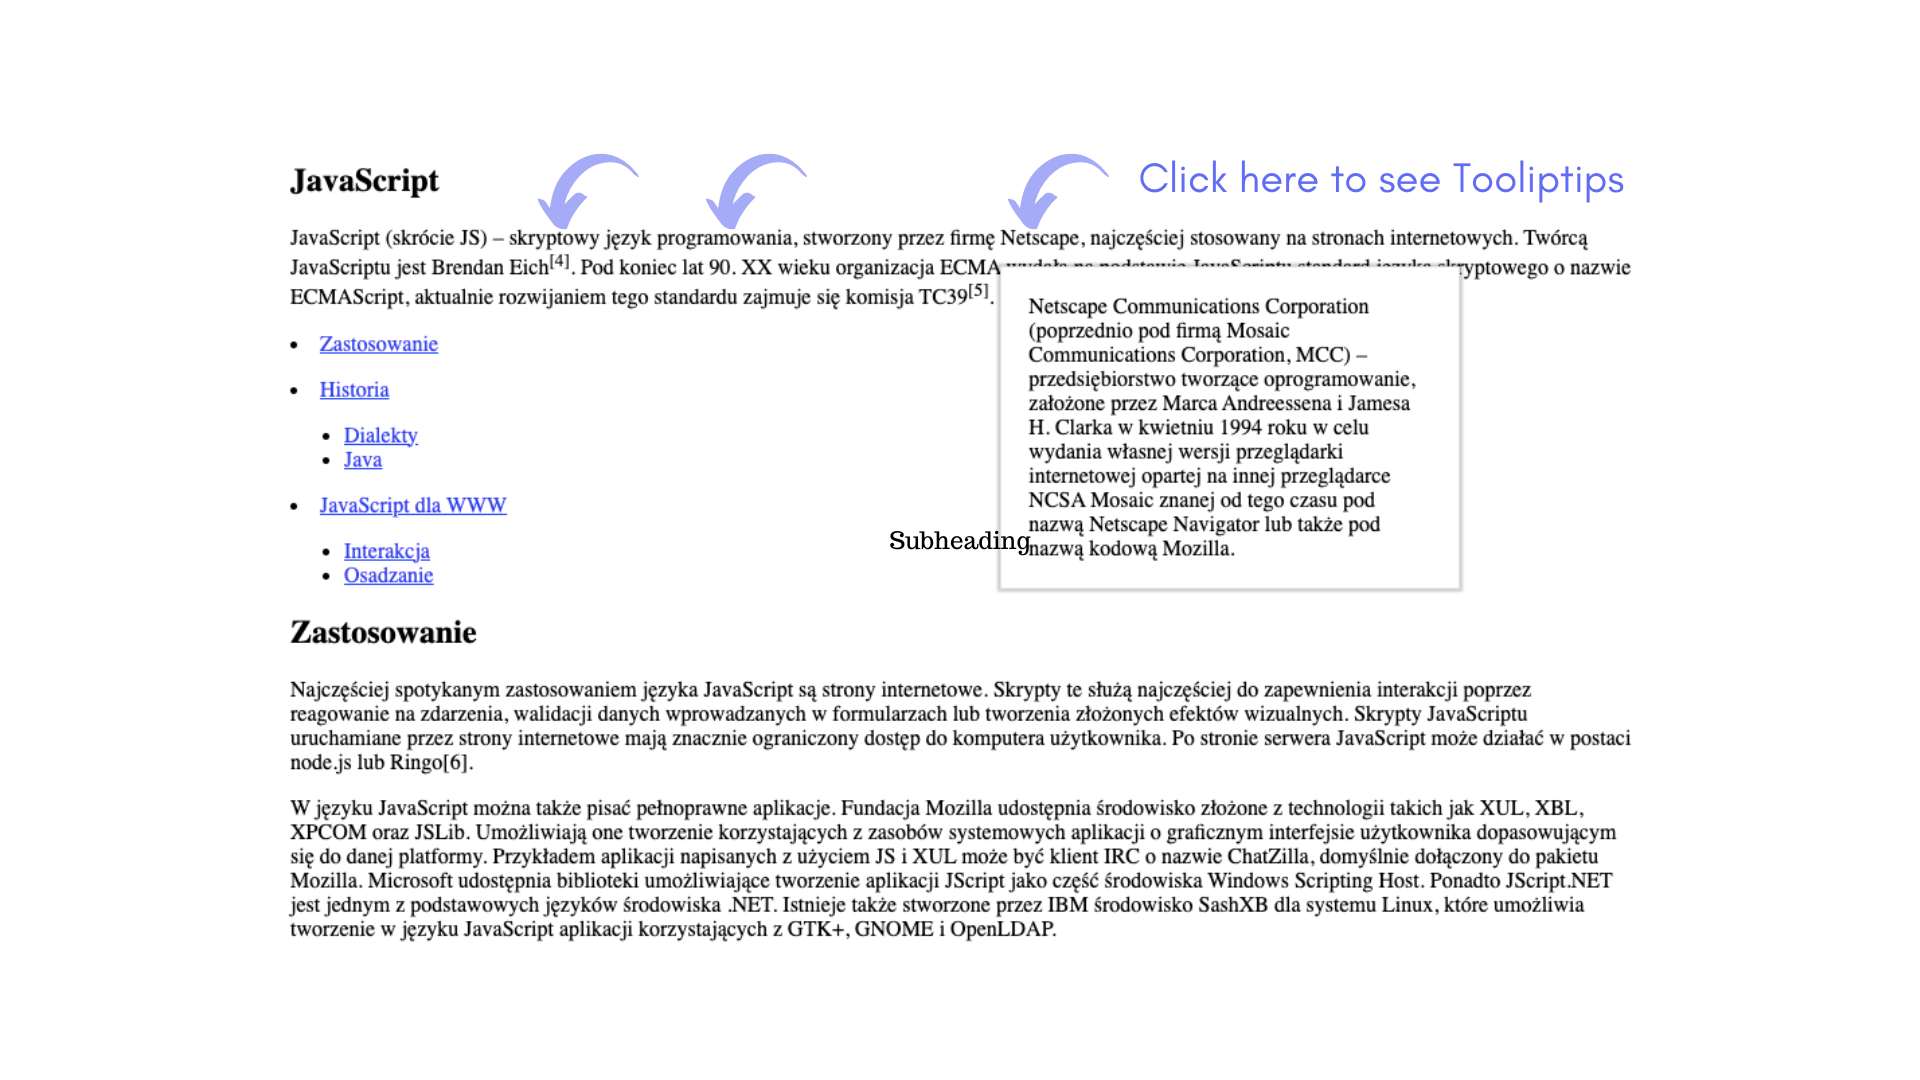 Click here to see Tooliptips
JavaScript
JavaScript (skrócie JS) – skryptowy język programowania, stworzony przez firmę Netscape, najczęściej stosowany na stronach internetowych. Twórcą
JavaScriptu jest Brendan Eich[4]. Pod koniec lat 90. XX wieku organizacja ECMA wydała na podstawie JavaScriptu standard języka skryptowego o nazwie
ECMAScript, aktualnie rozwijaniem tego standardu zajmuje się komisja TC39[5].
Netscape Communications Corporation
(poprzednio pod firmą Mosaic
Communications Corporation, MCC) –
przedsiębiorstwo tworzące oprogramowanie,
założone przez Marca Andreessena i Jamesa
H. Clarka w kwietniu 1994 roku w celu
wydania własnej wersji przeglądarki
internetowej opartej na innej przeglądarce
NCSA Mosaic znanej od tego czasu pod
nazwą Netscape Navigator lub także pod
nazwą kodową Mozilla.
• Zastosowanie
• Historia
• Dialekty
• Java
• JavaScript dla WWW
• Interakcja
• Osadzanie
Subheading
Zastosowanie
Najczęściej spotykanym zastosowaniem języka JavaScript są strony internetowe. Skrypty te służą najczęściej do zapewnienia interakcji poprzez
reagowanie na zdarzenia, walidacji danych wprowadzanych w formularzach lub tworzenia złożonych efektów wizualnych. Skrypty JavaScriptu
uruchamiane przez strony internetowe mają znacznie ograniczony dostęp do komputera użytkownika. Po stronie serwera JavaScript może działać w postaci
node.js lub Ringo[6].
W języku JavaScript można także pisać pełnoprawne aplikacje. Fundacja Mozilla udostępnia środowisko złożone z technologii takich jak XUL, XBL,
XPCOM oraz JSLib. Umożliwiają one tworzenie korzystających z zasobów systemowych aplikacji o graficznym interfejsie użytkownika dopasowującym
się do danej platformy. Przykładem aplikacji napisanych z użyciem JS i XUL może być klient IRC o nazwie ChatZilla, domyślnie dołączony do pakietu
Mozilla. Microsoft udostępnia biblioteki umożliwiające tworzenie aplikacji JScript jako część środowiska Windows Scripting Host. Ponadto JScript.NET
jest jednym z podstawowych języków środowiska .NET. Istnieje także stworzone przez IBM środowisko SashXB dla systemu Linux, które umożliwia
tworzenie w języku JavaScript aplikacji korzystających z GTK+, GNOME i OpenLDAP.